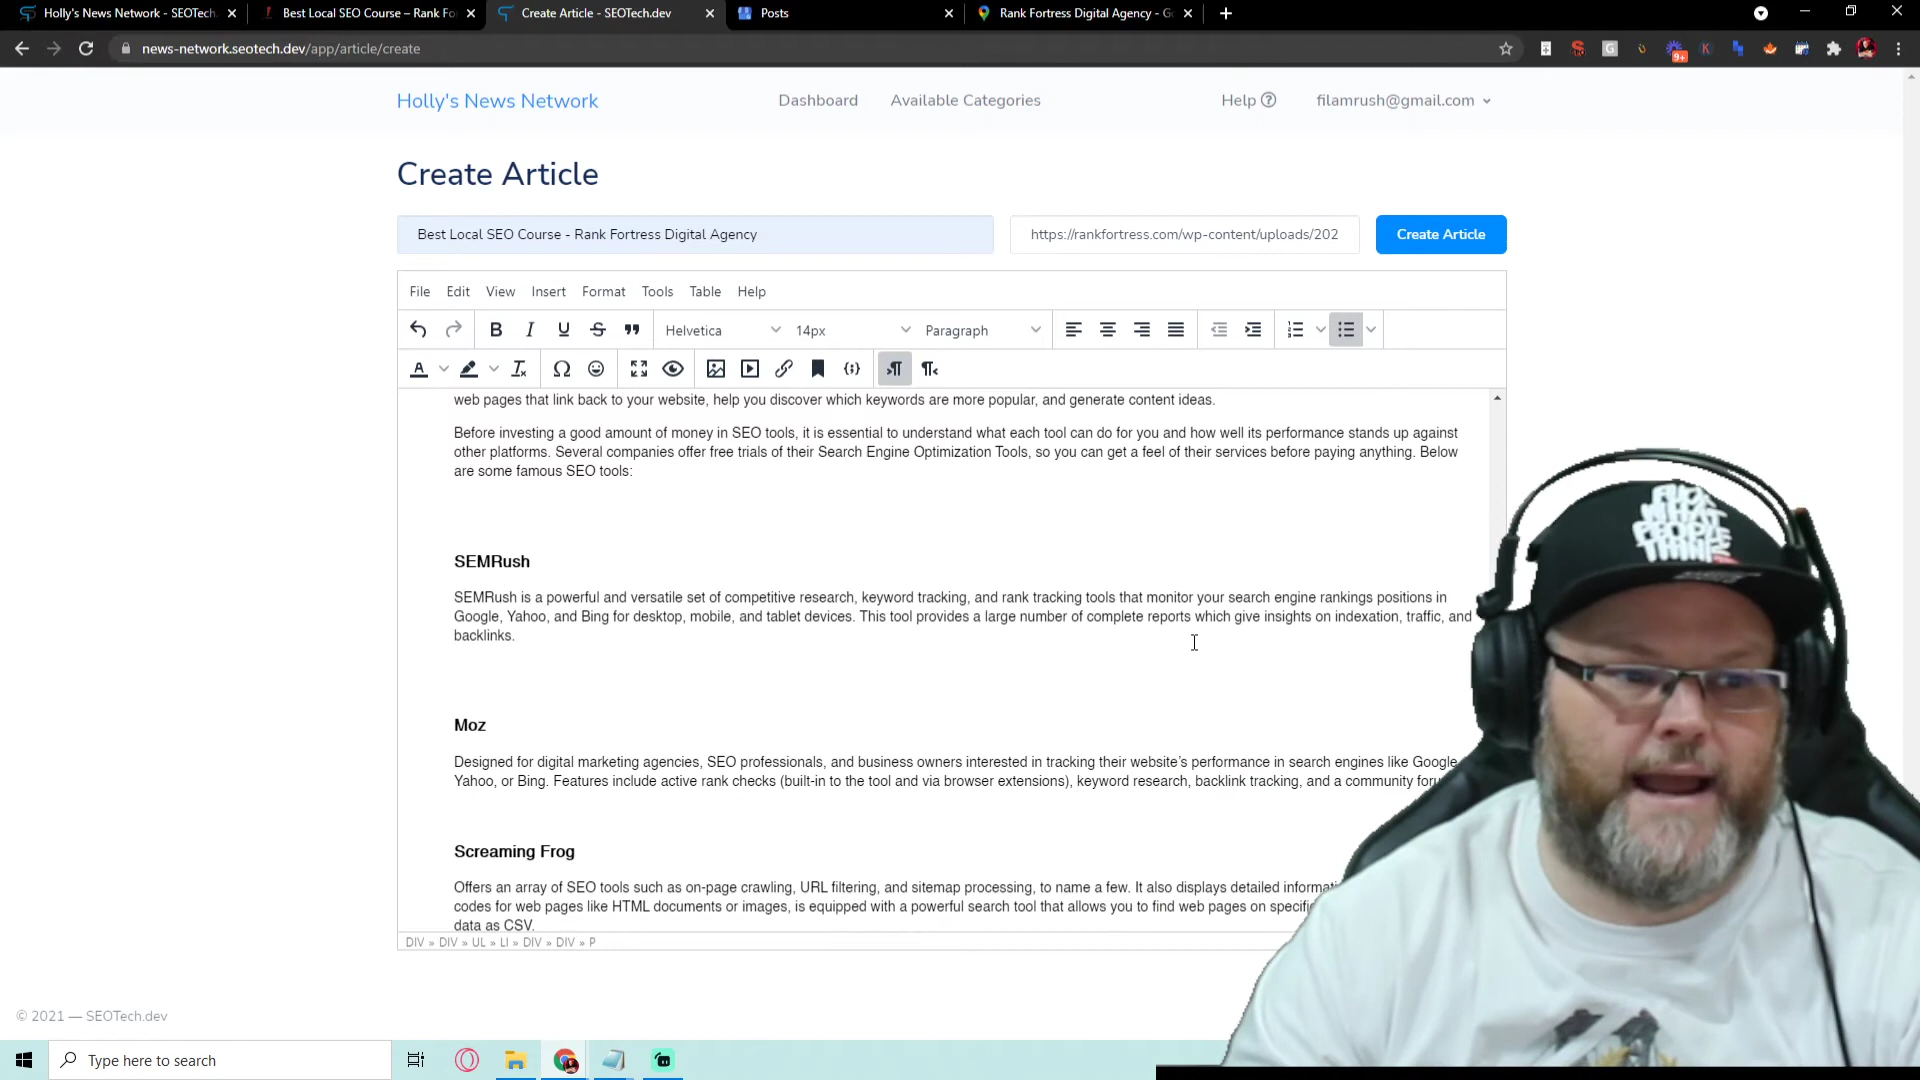 Holly's News Network - SEOTech.
Best Local SEO Course – Rank Fo
Create Article - SEOTech.dev
Posts
Rank Fortress Digital Agency - Go
news-network.seotech.dev/app/article/create
9+
Holly's News Network
Dashboard
Available Categories
Help
filamrush@gmail.com
Create Article
Best Local SEO Course - Rank Fortress Digital Agency
https://rankfortress.com/wp-content/uploads/202
Create Article
File Edit View Insert Format Tools Table Help
Helvetica
14px
Paragraph
web pages that link back to your website, help you discover which keywords are more popular, and generate content ideas.
Before investing a good amount of money in SEO tools, it is essential to understand what each tool can do for you and how well its performance stands up against
other platforms. Several companies offer free trials of their Search Engine Optimization Tools, so you can get a feel of their services before paying anything. Below
are some famous SEO tools:
SEMRush
SEMRush is a powerful and versatile set of competitive research, keyword tracking, and rank tracking tools that monitor your search engine rankings positions in
Google, Yahoo, and Bing for desktop, mobile, and tablet devices. This tool provides a large number of complete reports which give insights on indexation, traffic, and
backlinks.
Moz
Designed for digital marketing agencies, SEO professionals, and business owners interested in tracking their website's performance in search engines like Google
Yahoo, or Bing. Features include active rank checks (built-in to the tool and via browser extensions), keyword research, backlink tracking, and a community
Screaming Frog
Offers an array of SEO tools such as on-page crawling, URL filtering, and sitemap processing, to name a few. It also displays detailed
codes for web pages like HTML documents or images, is equipped with a powerful search tool that allows you to find web pages on
data as CSV.
DIV » DIV » UL » LI » DIV » DIV » P
© 2021 — SEOTech.dev
Type here to search
WHAT
PEOPLE
THINK